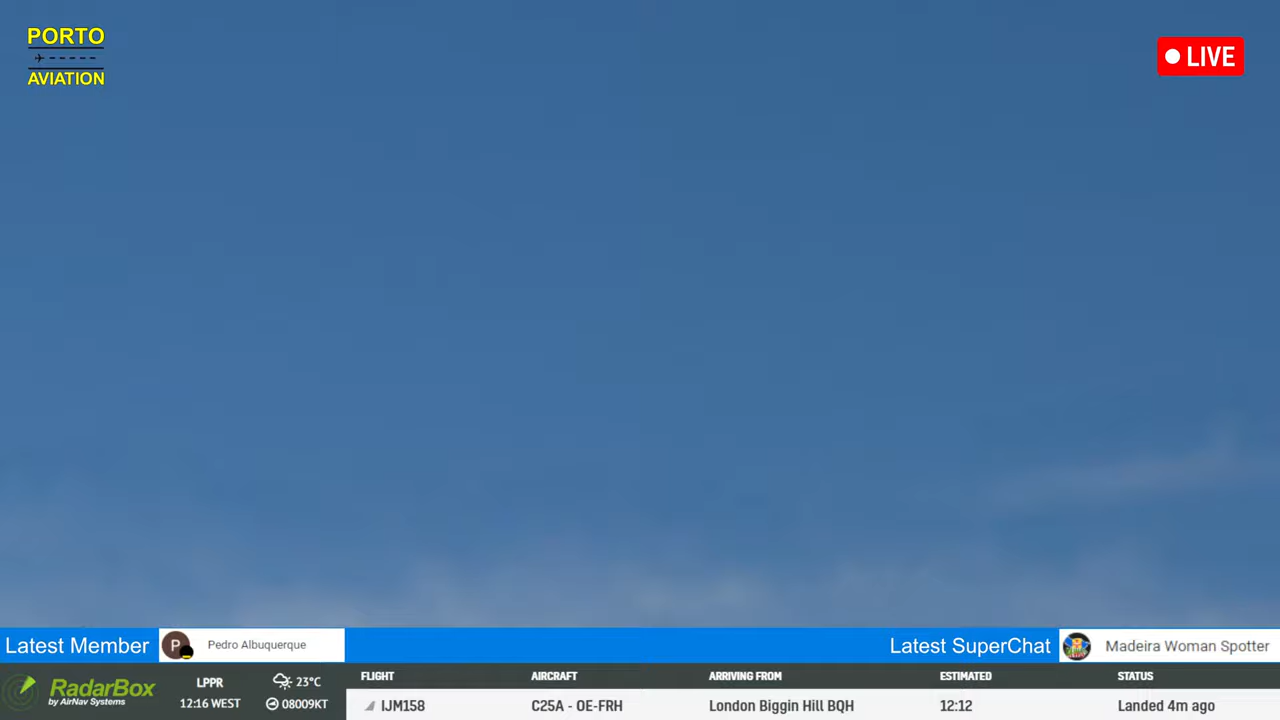 PORTO
AVIATION
LIVE
Latest Member
P
Pedro Albuquerque
Latest SuperChat
Madeira Woman Spotter
RadarBox
by AirNav Systems
LPPR
12:16 WEST
23°C
08009KT
FLIGHT AIRCRAFT ARRIVING FROM ESTIMATED STATUS
IJM158 C25A - OE-FRH London Biggin Hill BQH 12:12 Landed 4m ago